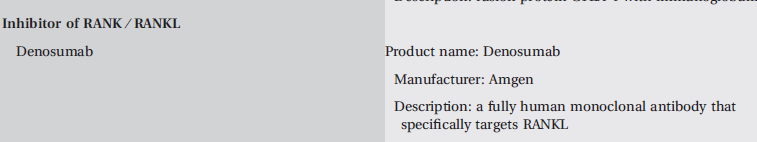 Inhibitor of RANK/RANKL
Denosumab
Product name: Denosumab
Manufacturer: Amgen
Description: a fully human monoclonal antibody that
specifically targets RANKL